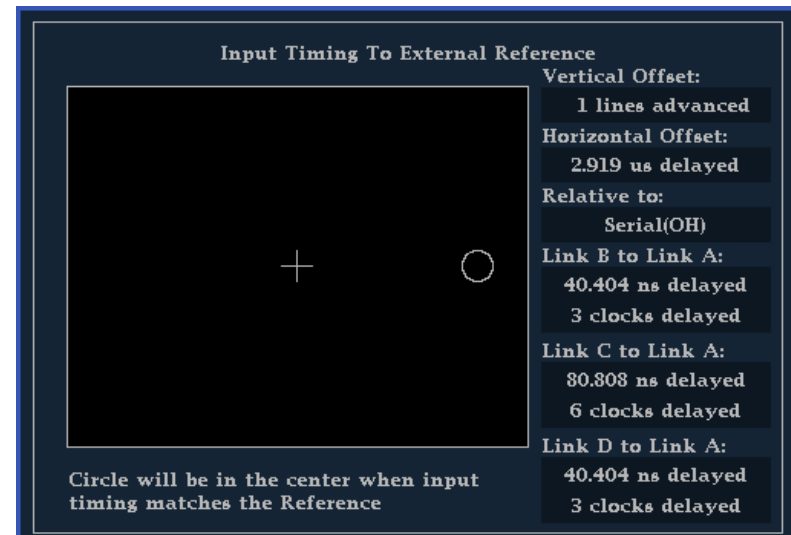 Input Timing To External Reference
Vertical Offset:
1 lines advanced
Horizontal Offset:
2.919 us delayed
Relative to:
Serial(0H)
Link B to Link A:
40.404 ns delayed
3 clocks delayed
Link C to Link A:
80.808 ns delayed
6 clocks delayed
Link D to Link A:
40.404 ns delayed
3 clocks delayed
Circle will be in the center when input
timing matches the Reference